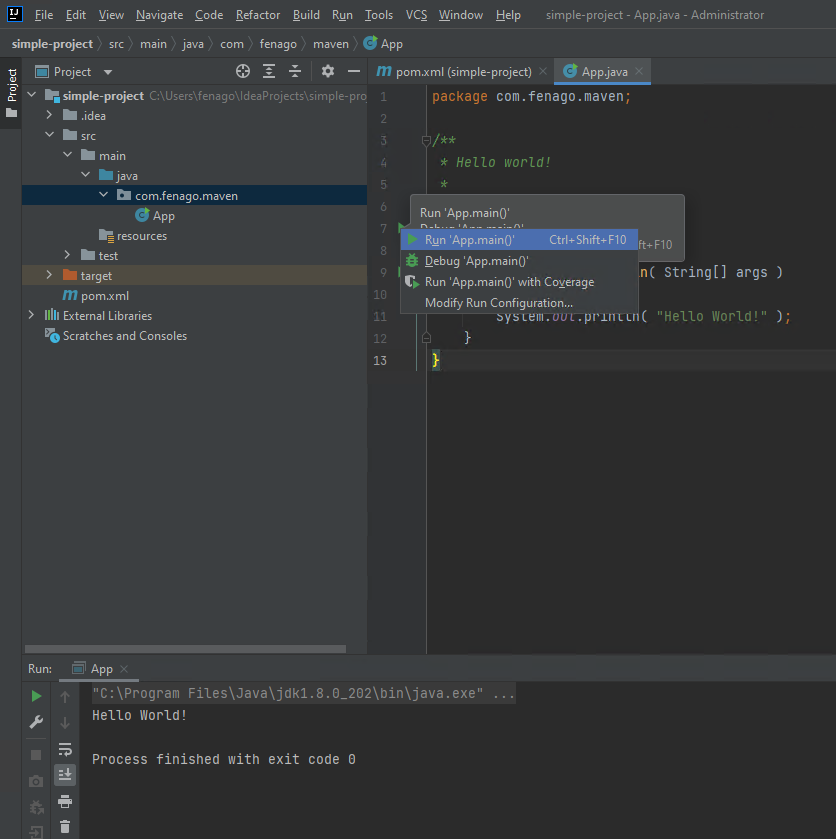 IJ File Edit View Navigate Code Refactor Build Run Tools VCS Window Help simple-project - App.java - Administrator
simple-project src main java com fenago maven App
Project
Project
pom.xml (simple-project) App.java
simple-project C:\Users\fenago\IdeaProjects\simple-pro
.idea
src
main
java
com.fenago.maven
App
resources
test
target
pom.xml
External Libraries
Scratches and Consoles
1 package com.fenago.maven;
2
3 /**
4 * Hello world!
5 *
6
7
8
9 String[] args )
10
11 System.out.println( "Hello World!" );
12 }
13 }
Run 'App.main()'
Debug 'App.main()'
Run 'App.main()' Ctrl+Shift+F10
ft+F10
Debug 'App.main()'
Run 'App.main()' with Coverage
Modify Run Configuration...
Run: App
"C:\Program Files\Java\jdk1.8.0_202\bin\java.exe" ...
Hello World!
Process finished with exit code 0